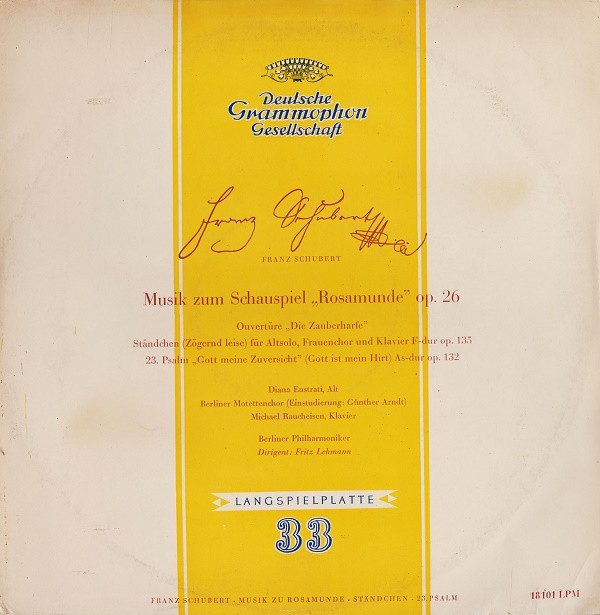 Deutsche
Grammophon
Gesellschaft
Franz Schubert
FRANZ SCHUBERT
Musik zum Schauspiel „Rosamunde” op. 26
Ouvertüre „Die Zauberharfe”
Ständchen (Zögernd leise) für Altsolo, Frauenchor und Klavier F-dur op. 135
23. Psalm „Gott meine Zuversicht” (Gott ist mein Hirt) As-dur op. 132
Diana Eustrati, Alt
Berliner Motettenchor (Einstudierung: Günther Arndt)
Michael Raucheisen, Klavier
Berliner Philharmoniker
Dirigent: Fritz Lehmann
LANGSPIELPLATTE
33
FRANZ SCHUBERT - MUSIK ZU ROSAMUNDE - STÄNDCHEN - 23. PSALM
18101 LPM